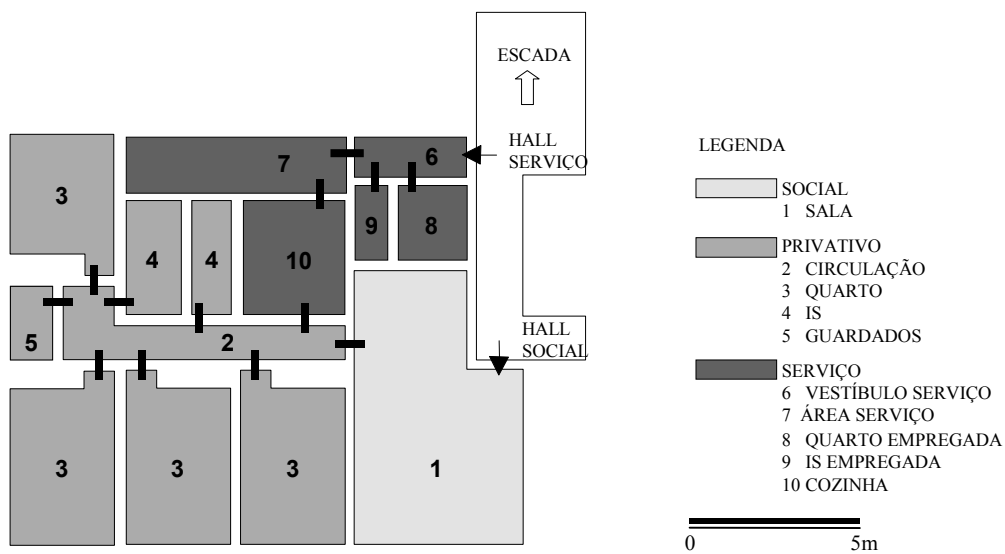 ESCADA
HALL
SERVIÇO
HALL
SOCIAL
3
7
6
4
4
10
9
8
5
2
3
3
3
1
LEGENDA
SOCIAL
1 SALA
PRIVATIVO
2 CIRCULAÇÃO
3 QUARTO
4 IS
5 GUARDADOS
SERVIÇO
6 VESTÍBULO SERVIÇO
7 ÁREA SERVIÇO
8 QUARTO EMPREGADA
9 IS EMPREGADA
10 COZINHA
0 5m